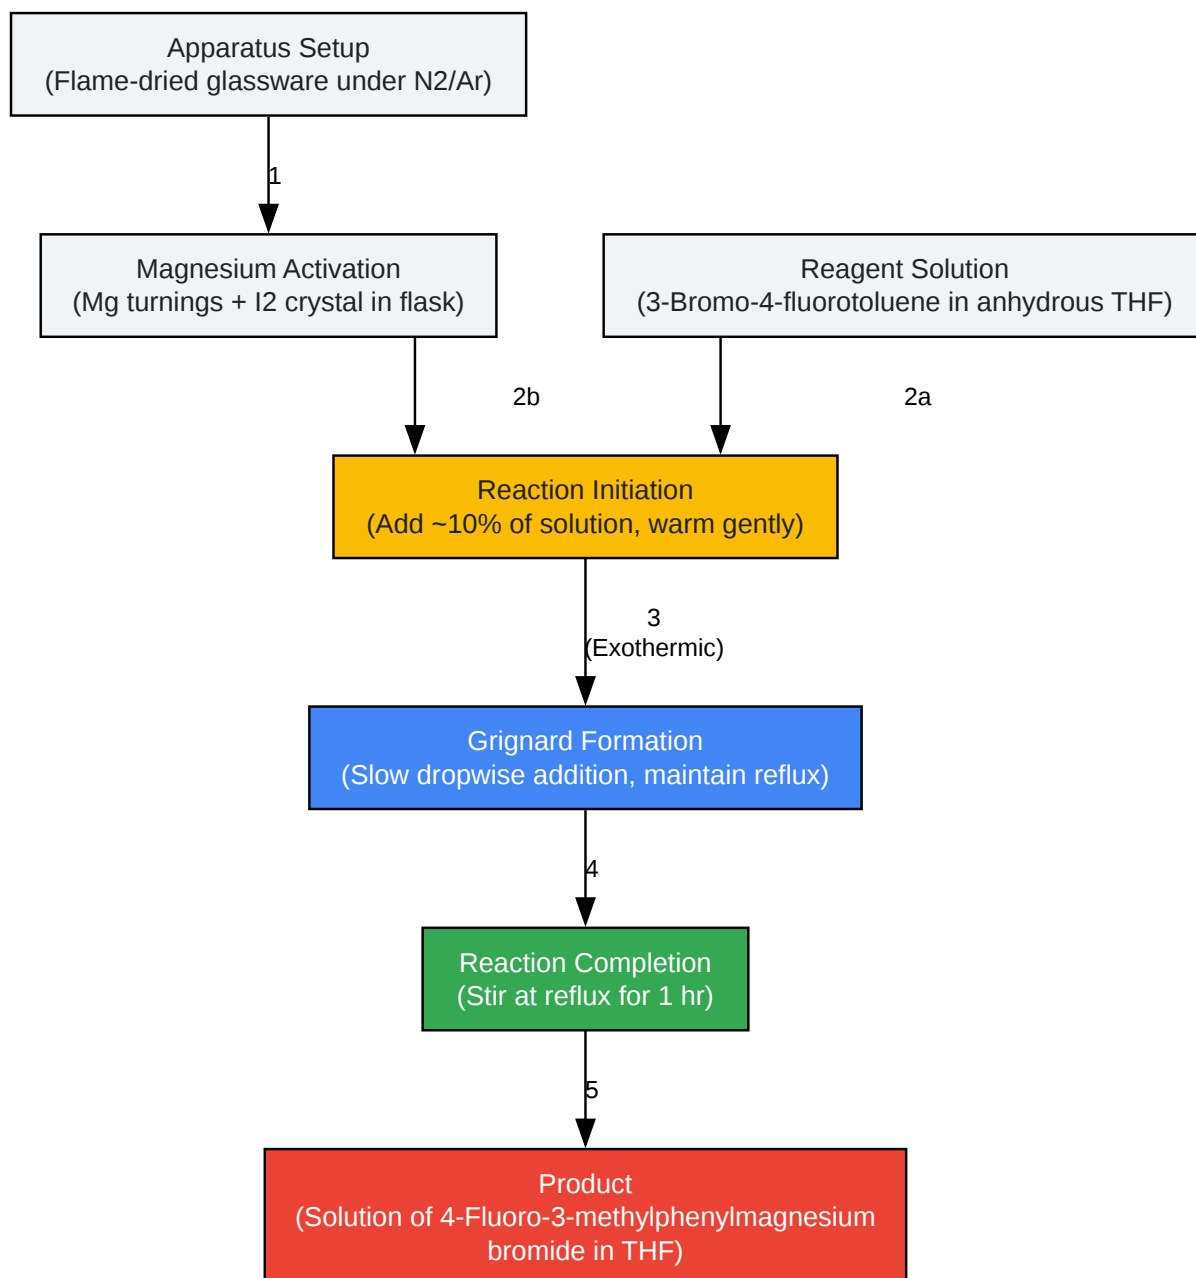 Apparatus Setup
(Flame-dried glassware under N2/Ar)
1
Magnesium Activation
(Mg turnings + I2 crystal in flask)
Reagent Solution
(3-Bromo-4-fluorotoluene in anhydrous THF)
2b
2a
Reaction Initiation
(Add ~10% of solution, warm gently)
3
(Exothermic)
Grignard Formation
(Slow dropwise addition, maintain reflux)
4
Reaction Completion
(Stir at reflux for 1 hr)
5
Product
(Solution of 4-Fluoro-3-methylphenylmagnesium
bromide in THF)